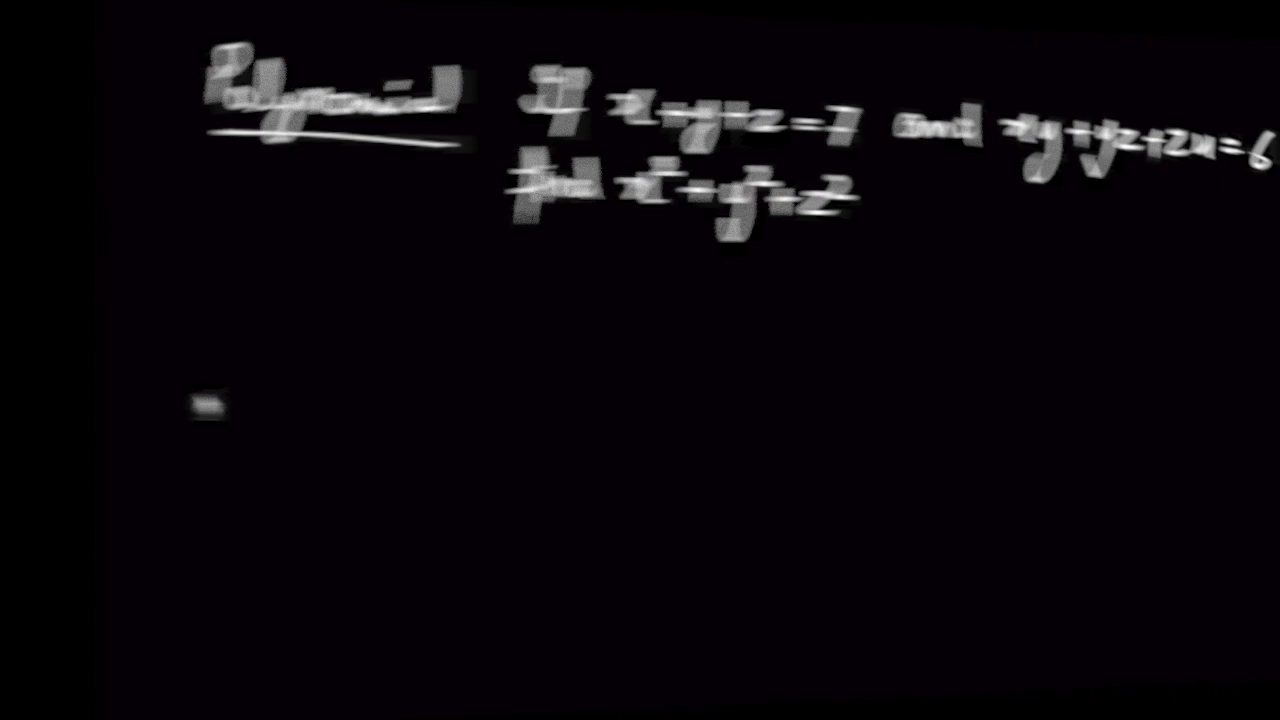 Polynomial If x+y+z=7 and xy+yz+zx=6
find x²+y²+z²